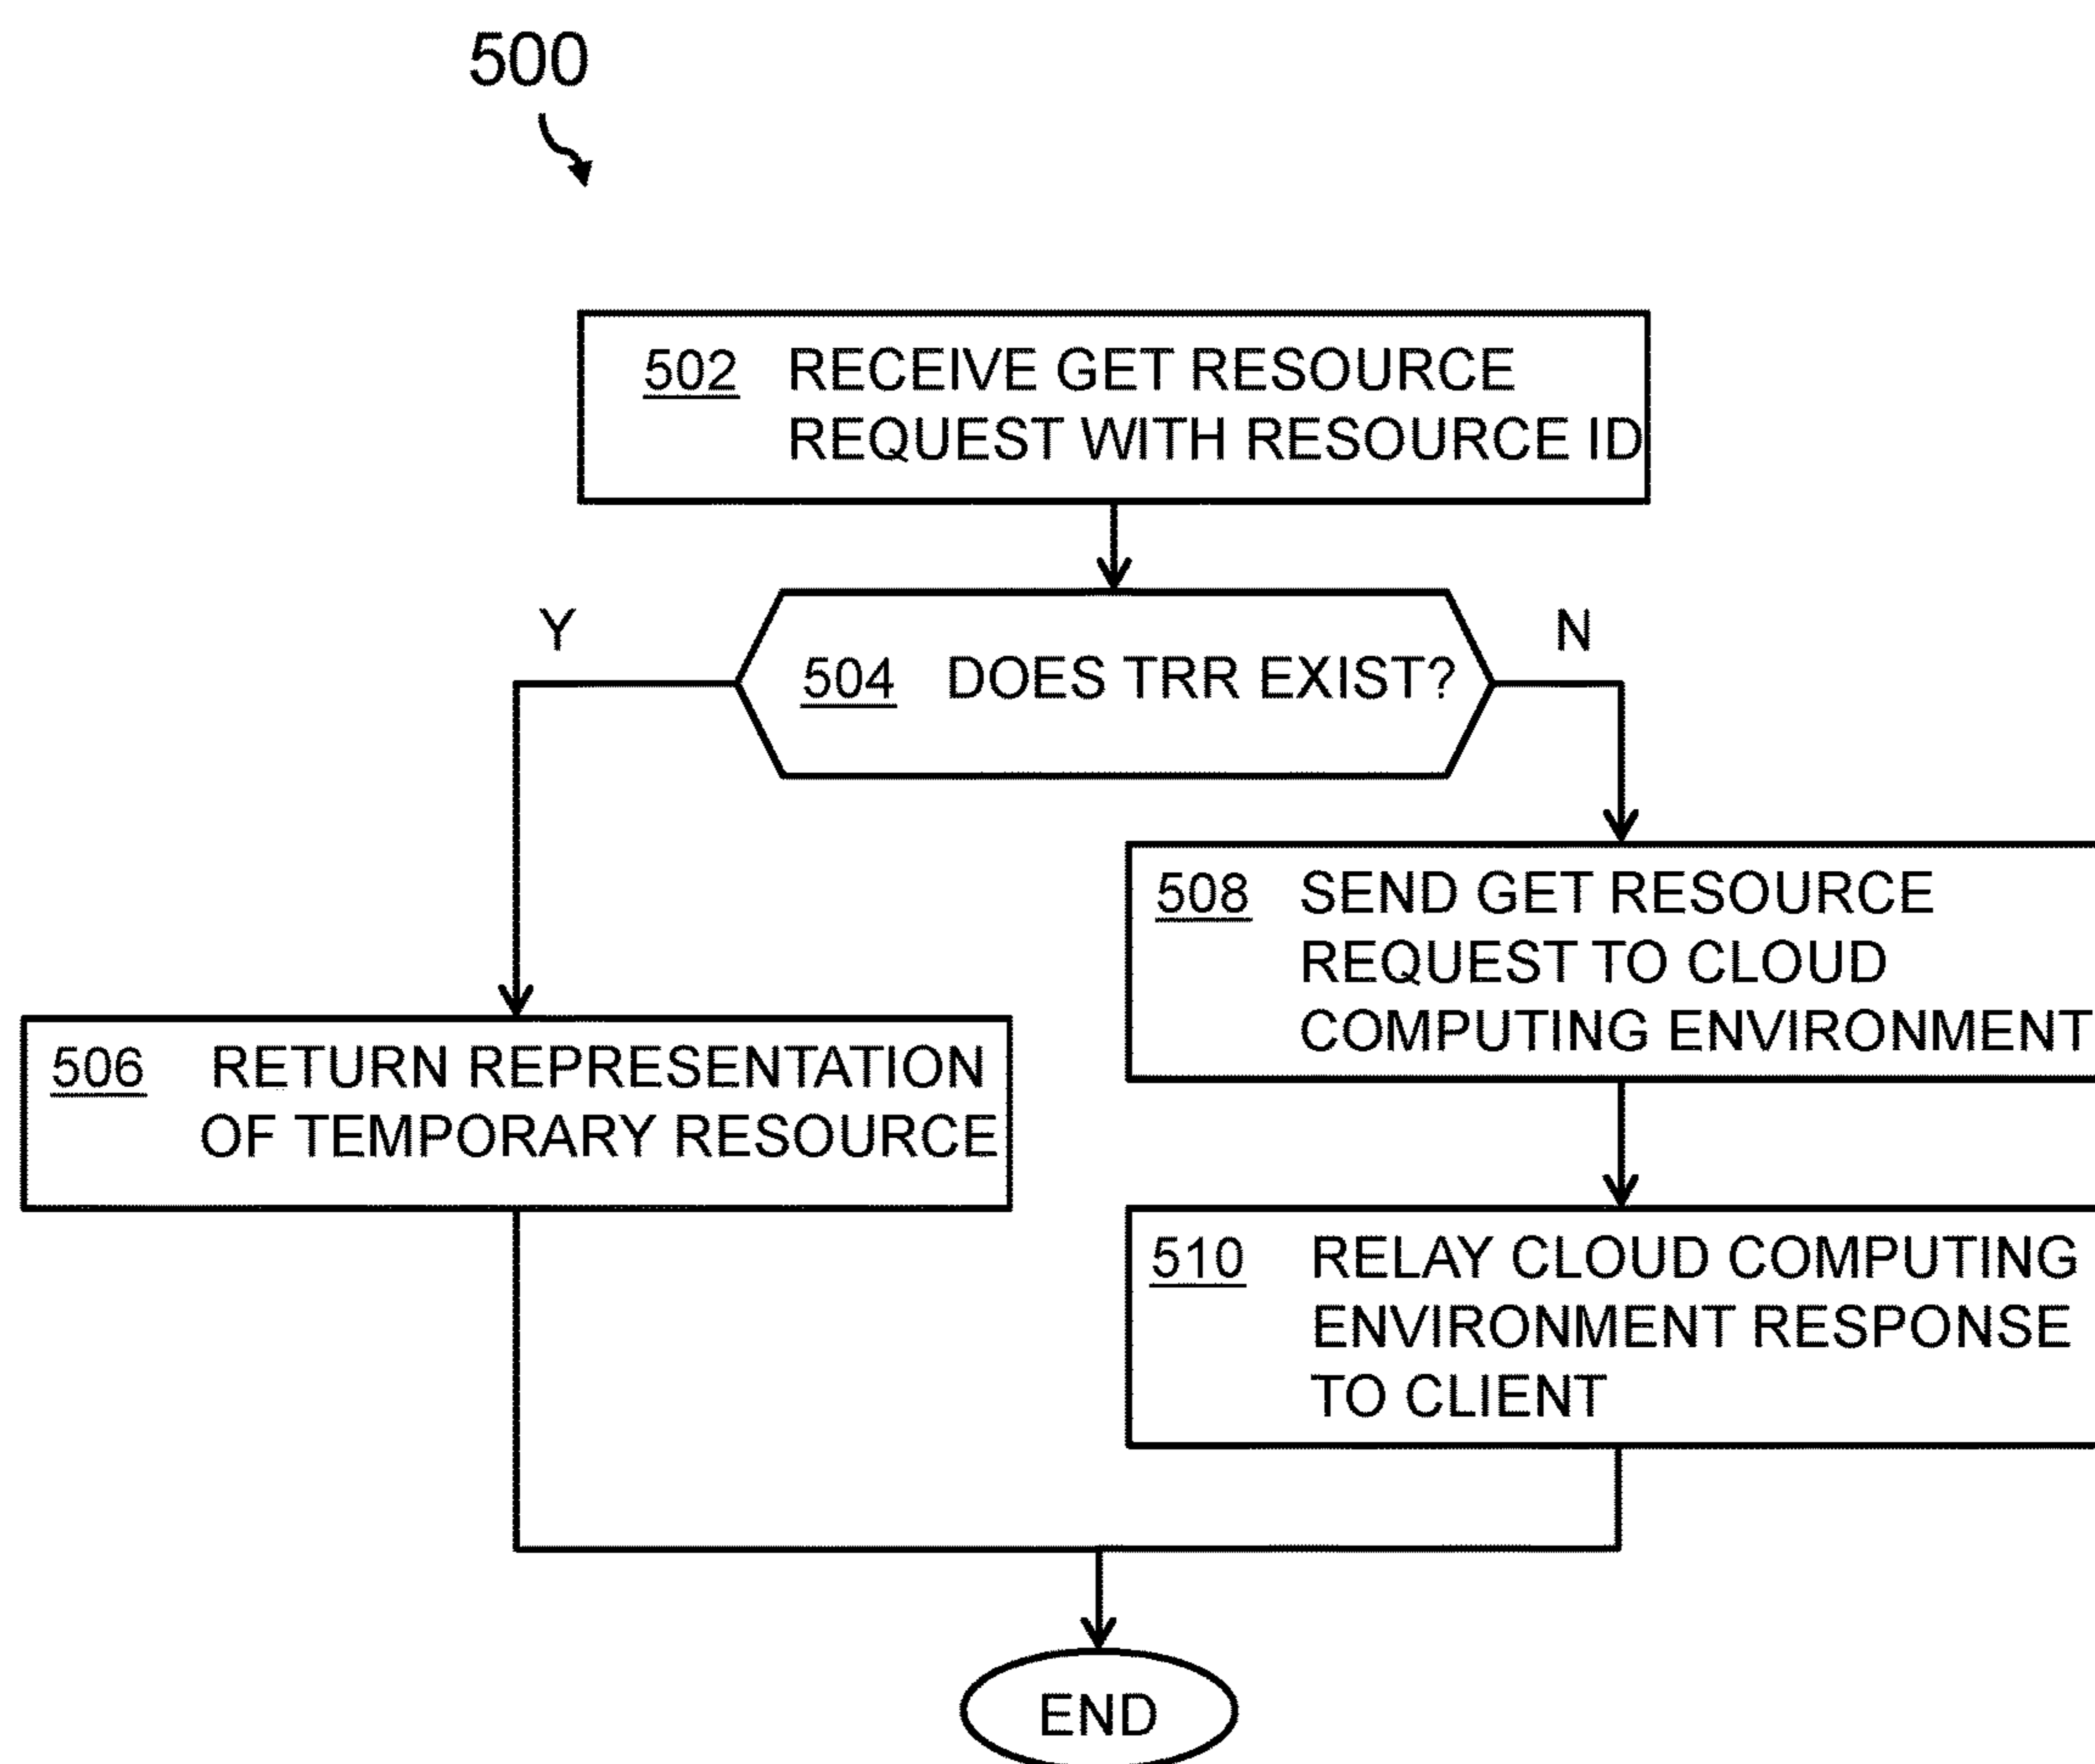 500
502 RECEIVE GET RESOURCE
REQUEST WITH RESOURCE ID
Y
N
504 DOES TRR EXIST?
508 SEND GET RESOURCE
REQUEST TO CLOUD
COMPUTING ENVIRONMENT
506 RETURN REPRESENTATION
OF TEMPORARY RESOURCE
510 RELAY CLOUD COMPUTING
ENVIRONMENT RESPONSE
TO CLIENT
END